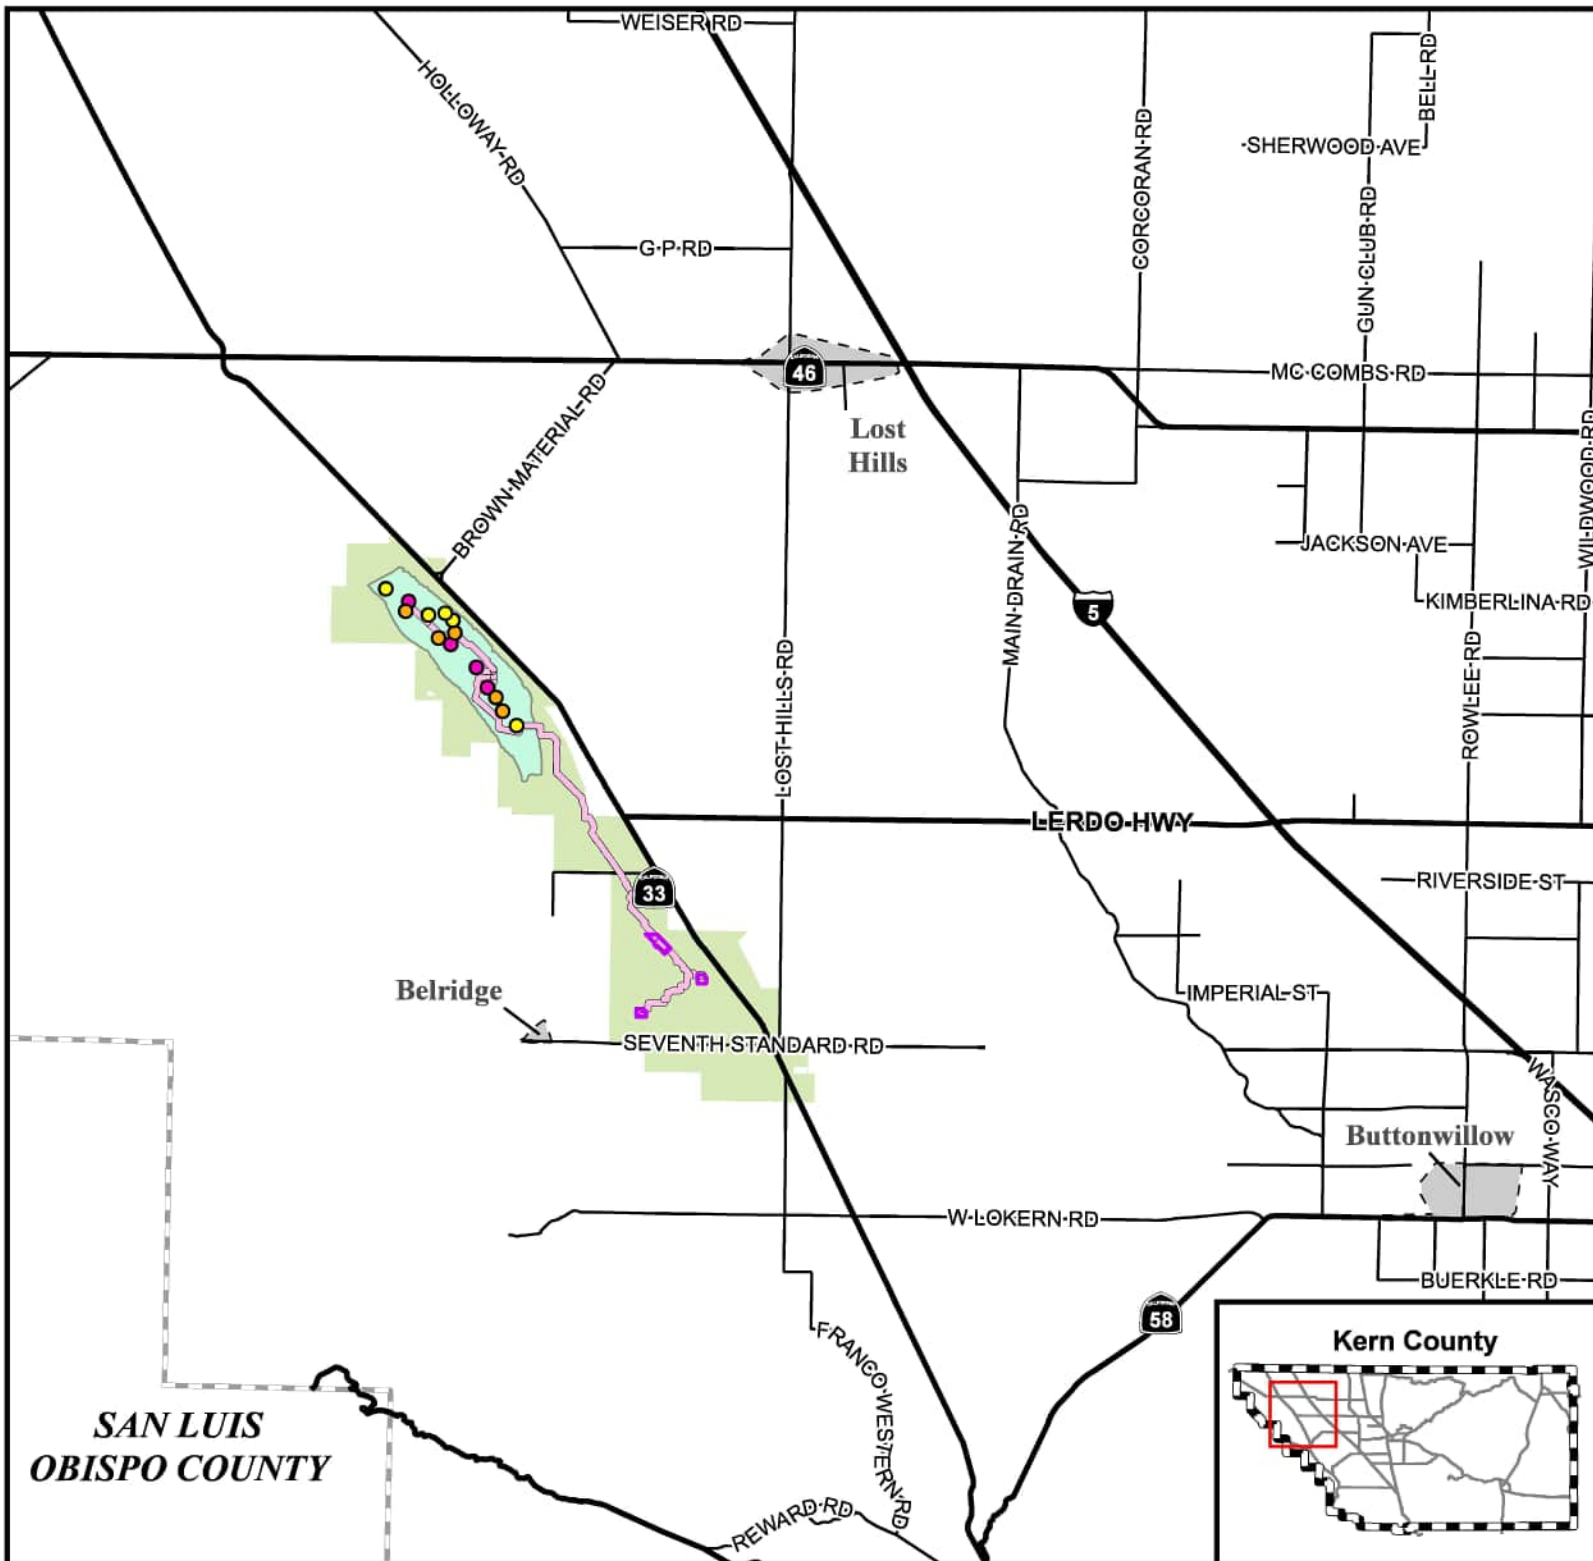 WEISER RD
HOLLOWAY-RD
BELL-RD
CORCORAN-RD
SHERWOOD-AVE
GUN-CLUB-RD
G-P-RD
46
MC-COMBS-RD
BROWN-MATERIAL-RD
Lost
Hills
WILDWOOD-RD
MAIN-DRAIN-RD
JACKSON-AVE
KIMBERLINA-RD
5
LOST-HILLS-RD
ROWLEE-RD
LERDO-HWY
33
RIVERSIDE-ST
Belridge
IMPERIAL-ST
SEVENTH-STANDARD-RD
WASCO-WAY
Buttonwillow
W-LOKERN-RD
BUERKLE-RD
58
FRANCO-WESTERN-RD
Kern County
SAN LUIS
OBISPO COUNTY
REWARD-RD